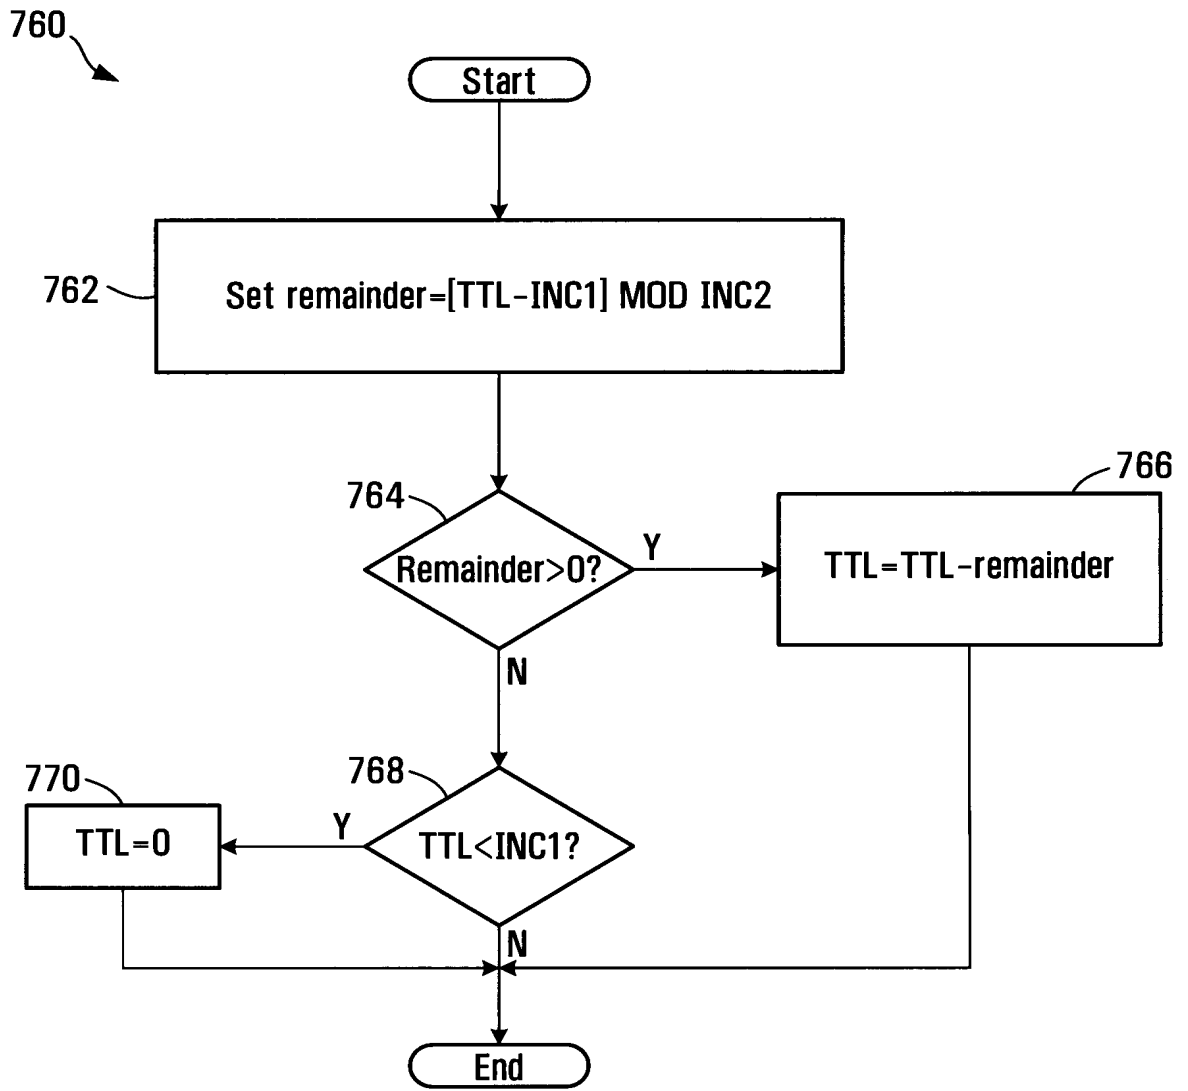 760
Start
762
Set remainder=[TTL-INC1] MOD INC2
764
766
Remainder>0?
Y
TTL=TTL-remainder
N
770
768
TTL=0
Y
TTL<INC1?
N
End